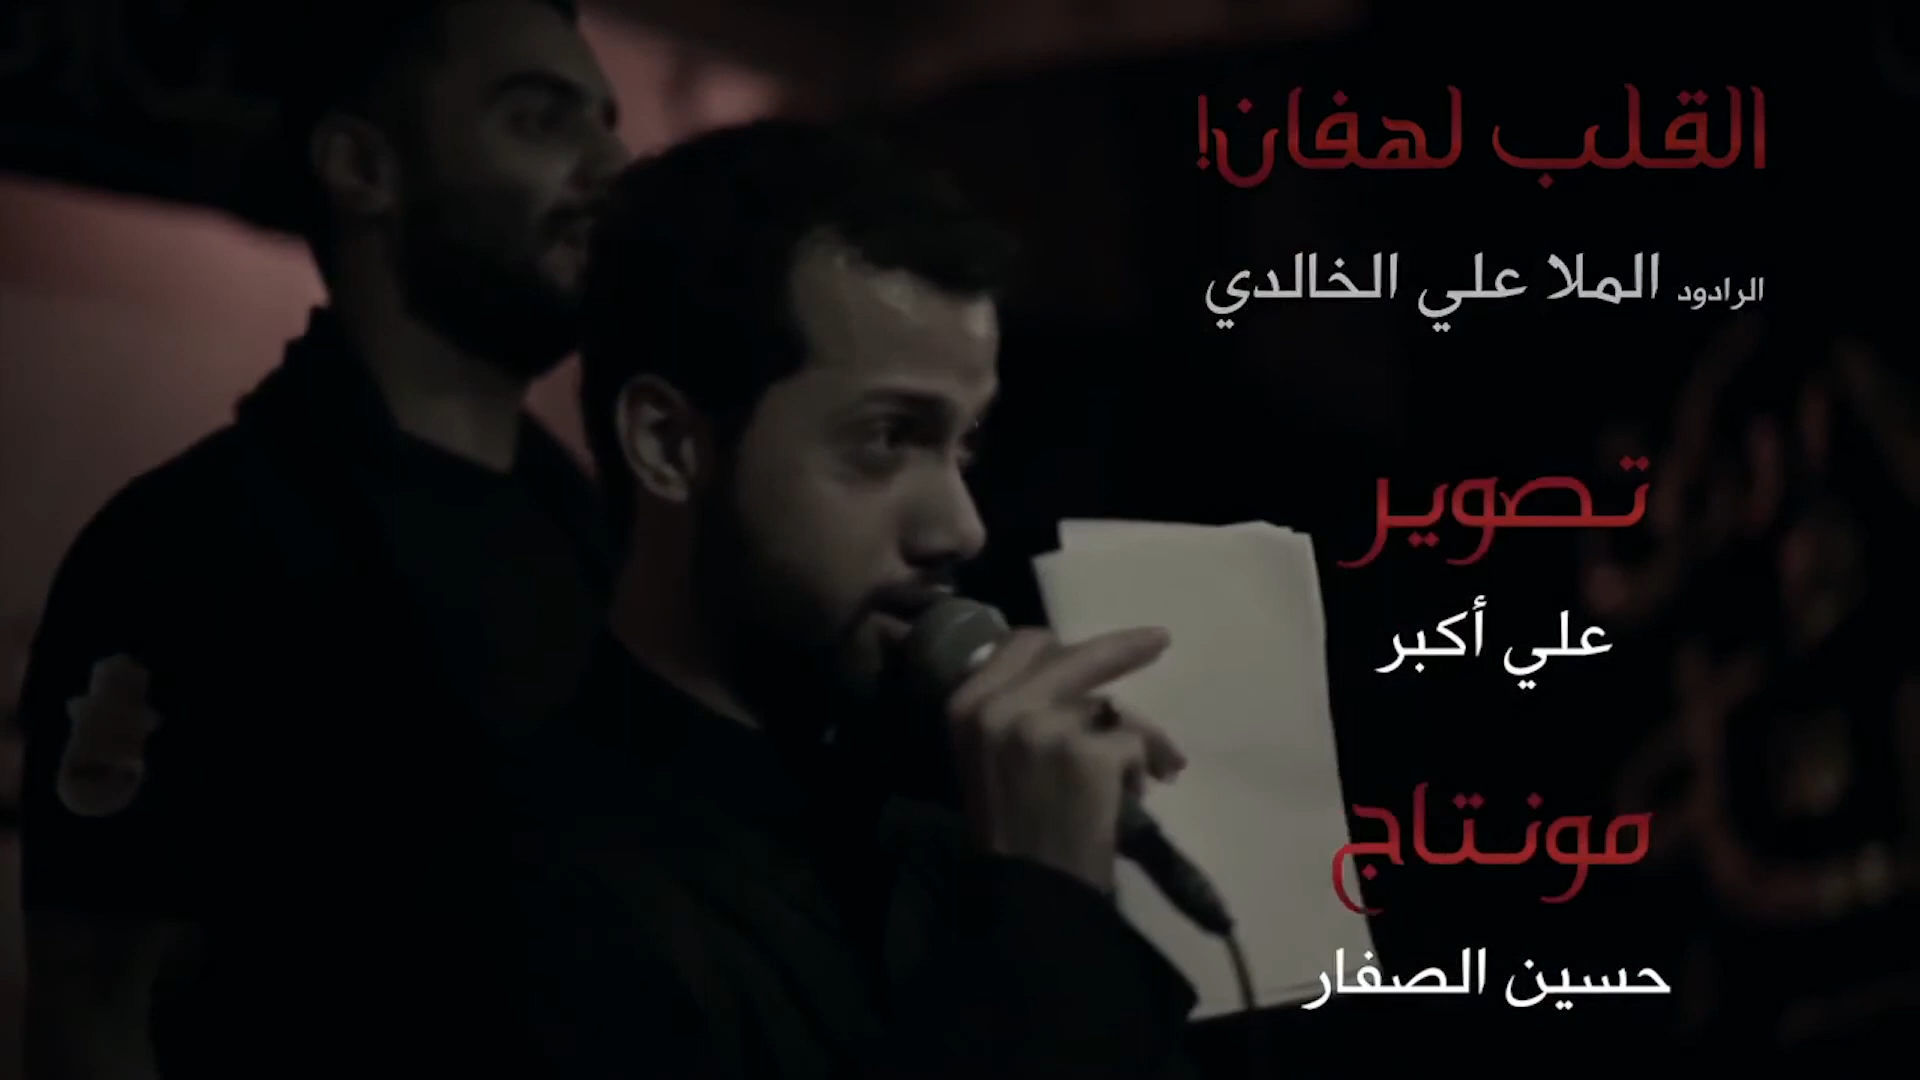 القلب لهفان!
الرادود الملا علي الخالدي
تصوير
علي أكبر
مونتاج
حسين الصفار